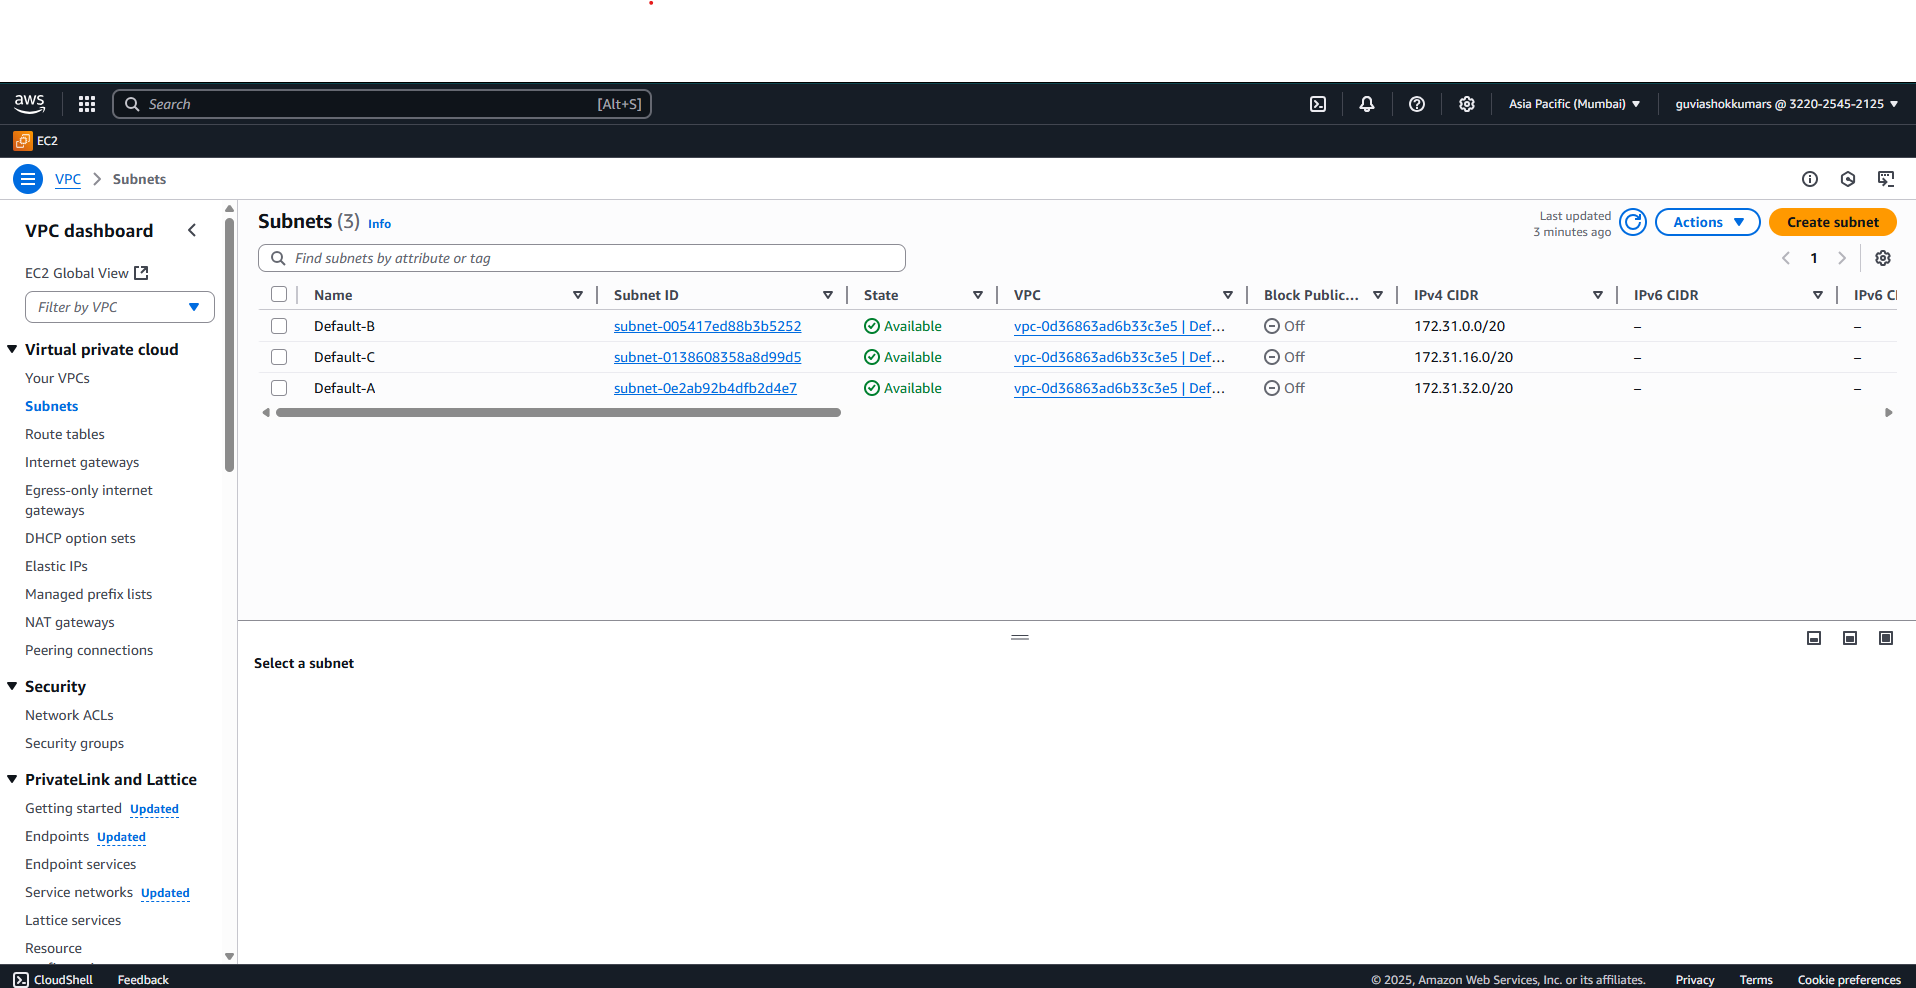 aws
Search [Alt+S]
Asia Pacific (Mumbai)
guviashokkumars @ 3220-2545-2125
EC2
VPC
Subnets
VPC dashboard
EC2 Global View
Filter by VPC
Virtual private cloud
Your VPCs
Subnets
Route tables
Internet gateways
Egress-only internet
gateways
DHCP option sets
Elastic IPs
Managed prefix lists
NAT gateways
Peering connections
Security
Network ACLs
Security groups
PrivateLink and Lattice
Getting started Updated
Endpoints Updated
Endpoint services
Service networks Updated
Lattice services
Resource
Subnets (3) Info
Last updated
3 minutes ago
Actions
Create subnet
Find subnets by attribute or tag
1
Name Subnet ID State VPC Block Public... IPv4 CIDR IPv6 CIDR IPv6 CI
Default-B subnet-005417ed88b3b5252 Available vpc-0d36863ad6b33c3e5 | Def... Off 172.31.0.0/20 – –
Default-C subnet-0138608358a8d99d5 Available vpc-0d36863ad6b33c3e5 | Def... Off 172.31.16.0/20 – –
Default-A subnet-0e2ab92b4dfb2d4e7 Available vpc-0d36863ad6b33c3e5 | Def... Off 172.31.32.0/20 – –
Select a subnet
CloudShell Feedback
© 2025, Amazon Web Services, Inc. or its affiliates. Privacy Terms Cookie preferences